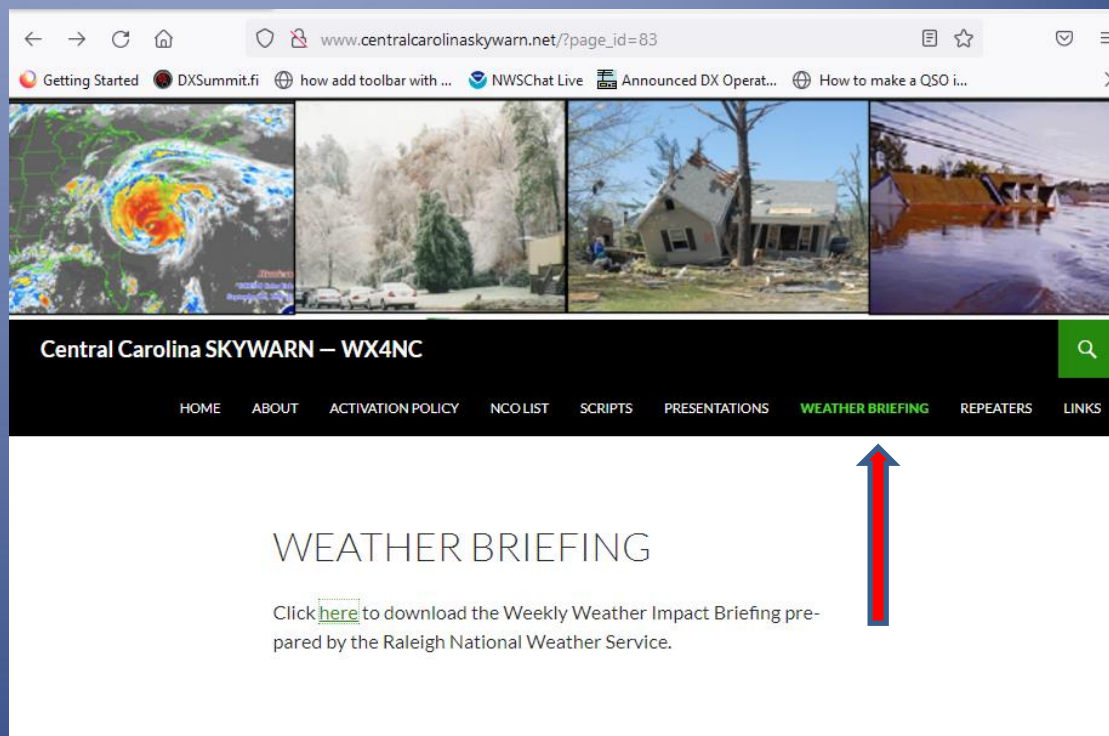 www.centralcarolinaskywarn.net/?page_id=83
Getting Started DXSummit.fi how add toolbar with ... NWSChat Live Announced DX Operat... How to make a QSO i...
Central Carolina SKYWARN — WX4NC
HOME ABOUT ACTIVATION POLICY NCO LIST SCRIPTS PRESENTATIONS WEATHER BRIEFING REPEATERS LINKS
WEATHER BRIEFING
Click here to download the Weekly Weather Impact Briefing pre-
pared by the Raleigh National Weather Service.